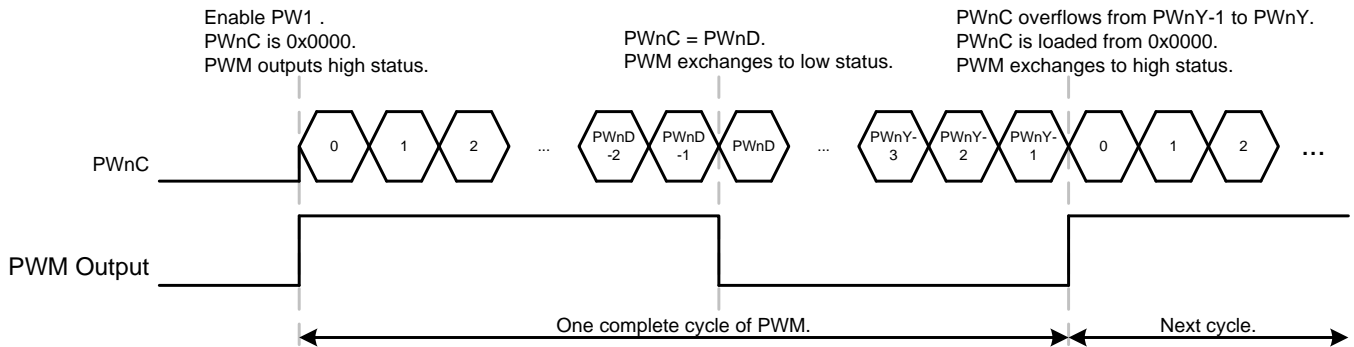 Enable PW1 .
PWnC is 0x0000.
PWM outputs high status.
PWnC = PWnD.
PWM exchanges to low status.
PWnC overflows from PWnY-1 to PWnY.
PWnC is loaded from 0x0000.
PWM exchanges to high status.
PWnC
0
1
2
...
PWnD
-2
PWnD
-1
PWnD
...
PWnY-
3
PWnY-
2
PWnY-
1
0
1
2
...
PWM Output
One complete cycle of PWM.
Next cycle.